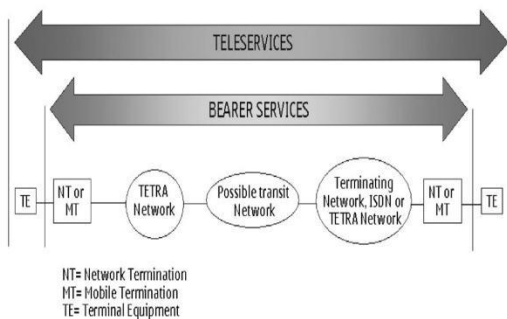 TELESERVICES
BEARER SERVICES
TE
NT or
MT
TETRA
Network
Possible transit
Network
Terminating
Network, ISDN or
TETRA Network
NT or
MT
TE
NT= Network Termination
MT= Mobile Termination
TE= Terminal Equipment